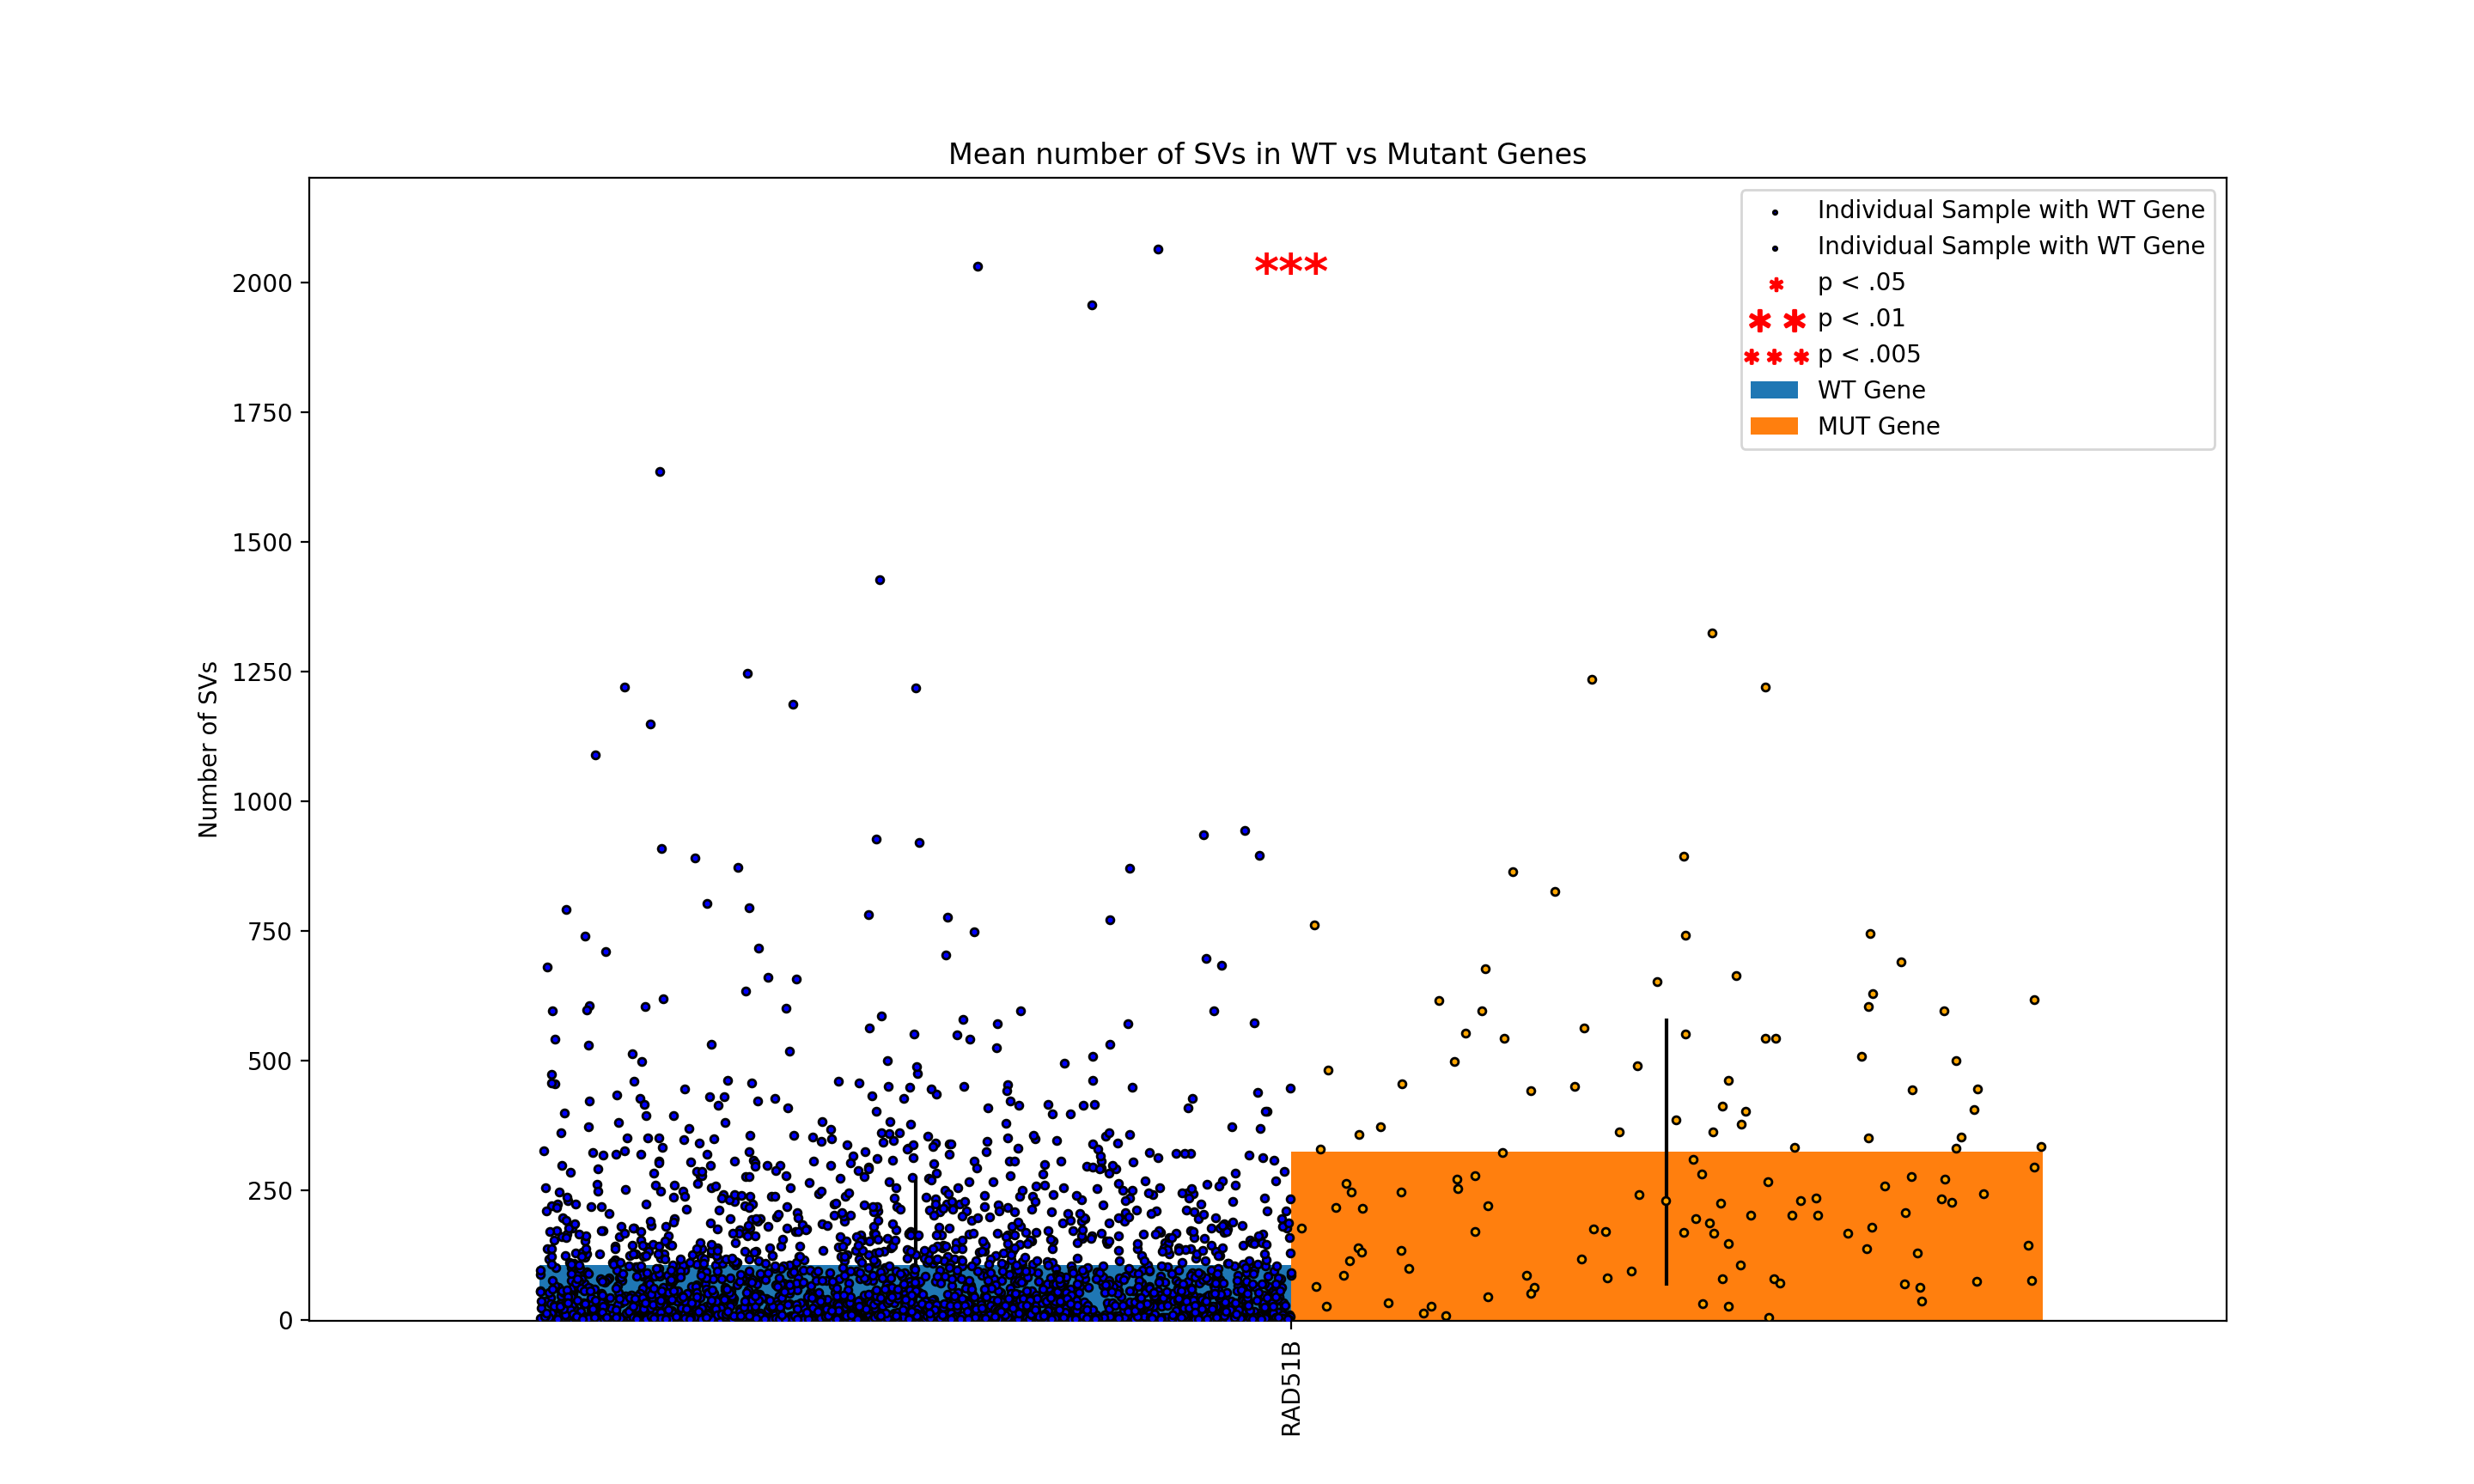 Mean number of SVs in WT vs Mutant Genes
Individual Sample with WT Gene
Individual Sample with WT Gene
* p < .05
** p < .01
*** p < .005
WT Gene
MUT Gene
***
Number of SVs
2000
1750
1500
1250
1000
750
500
250
0
RAD51B